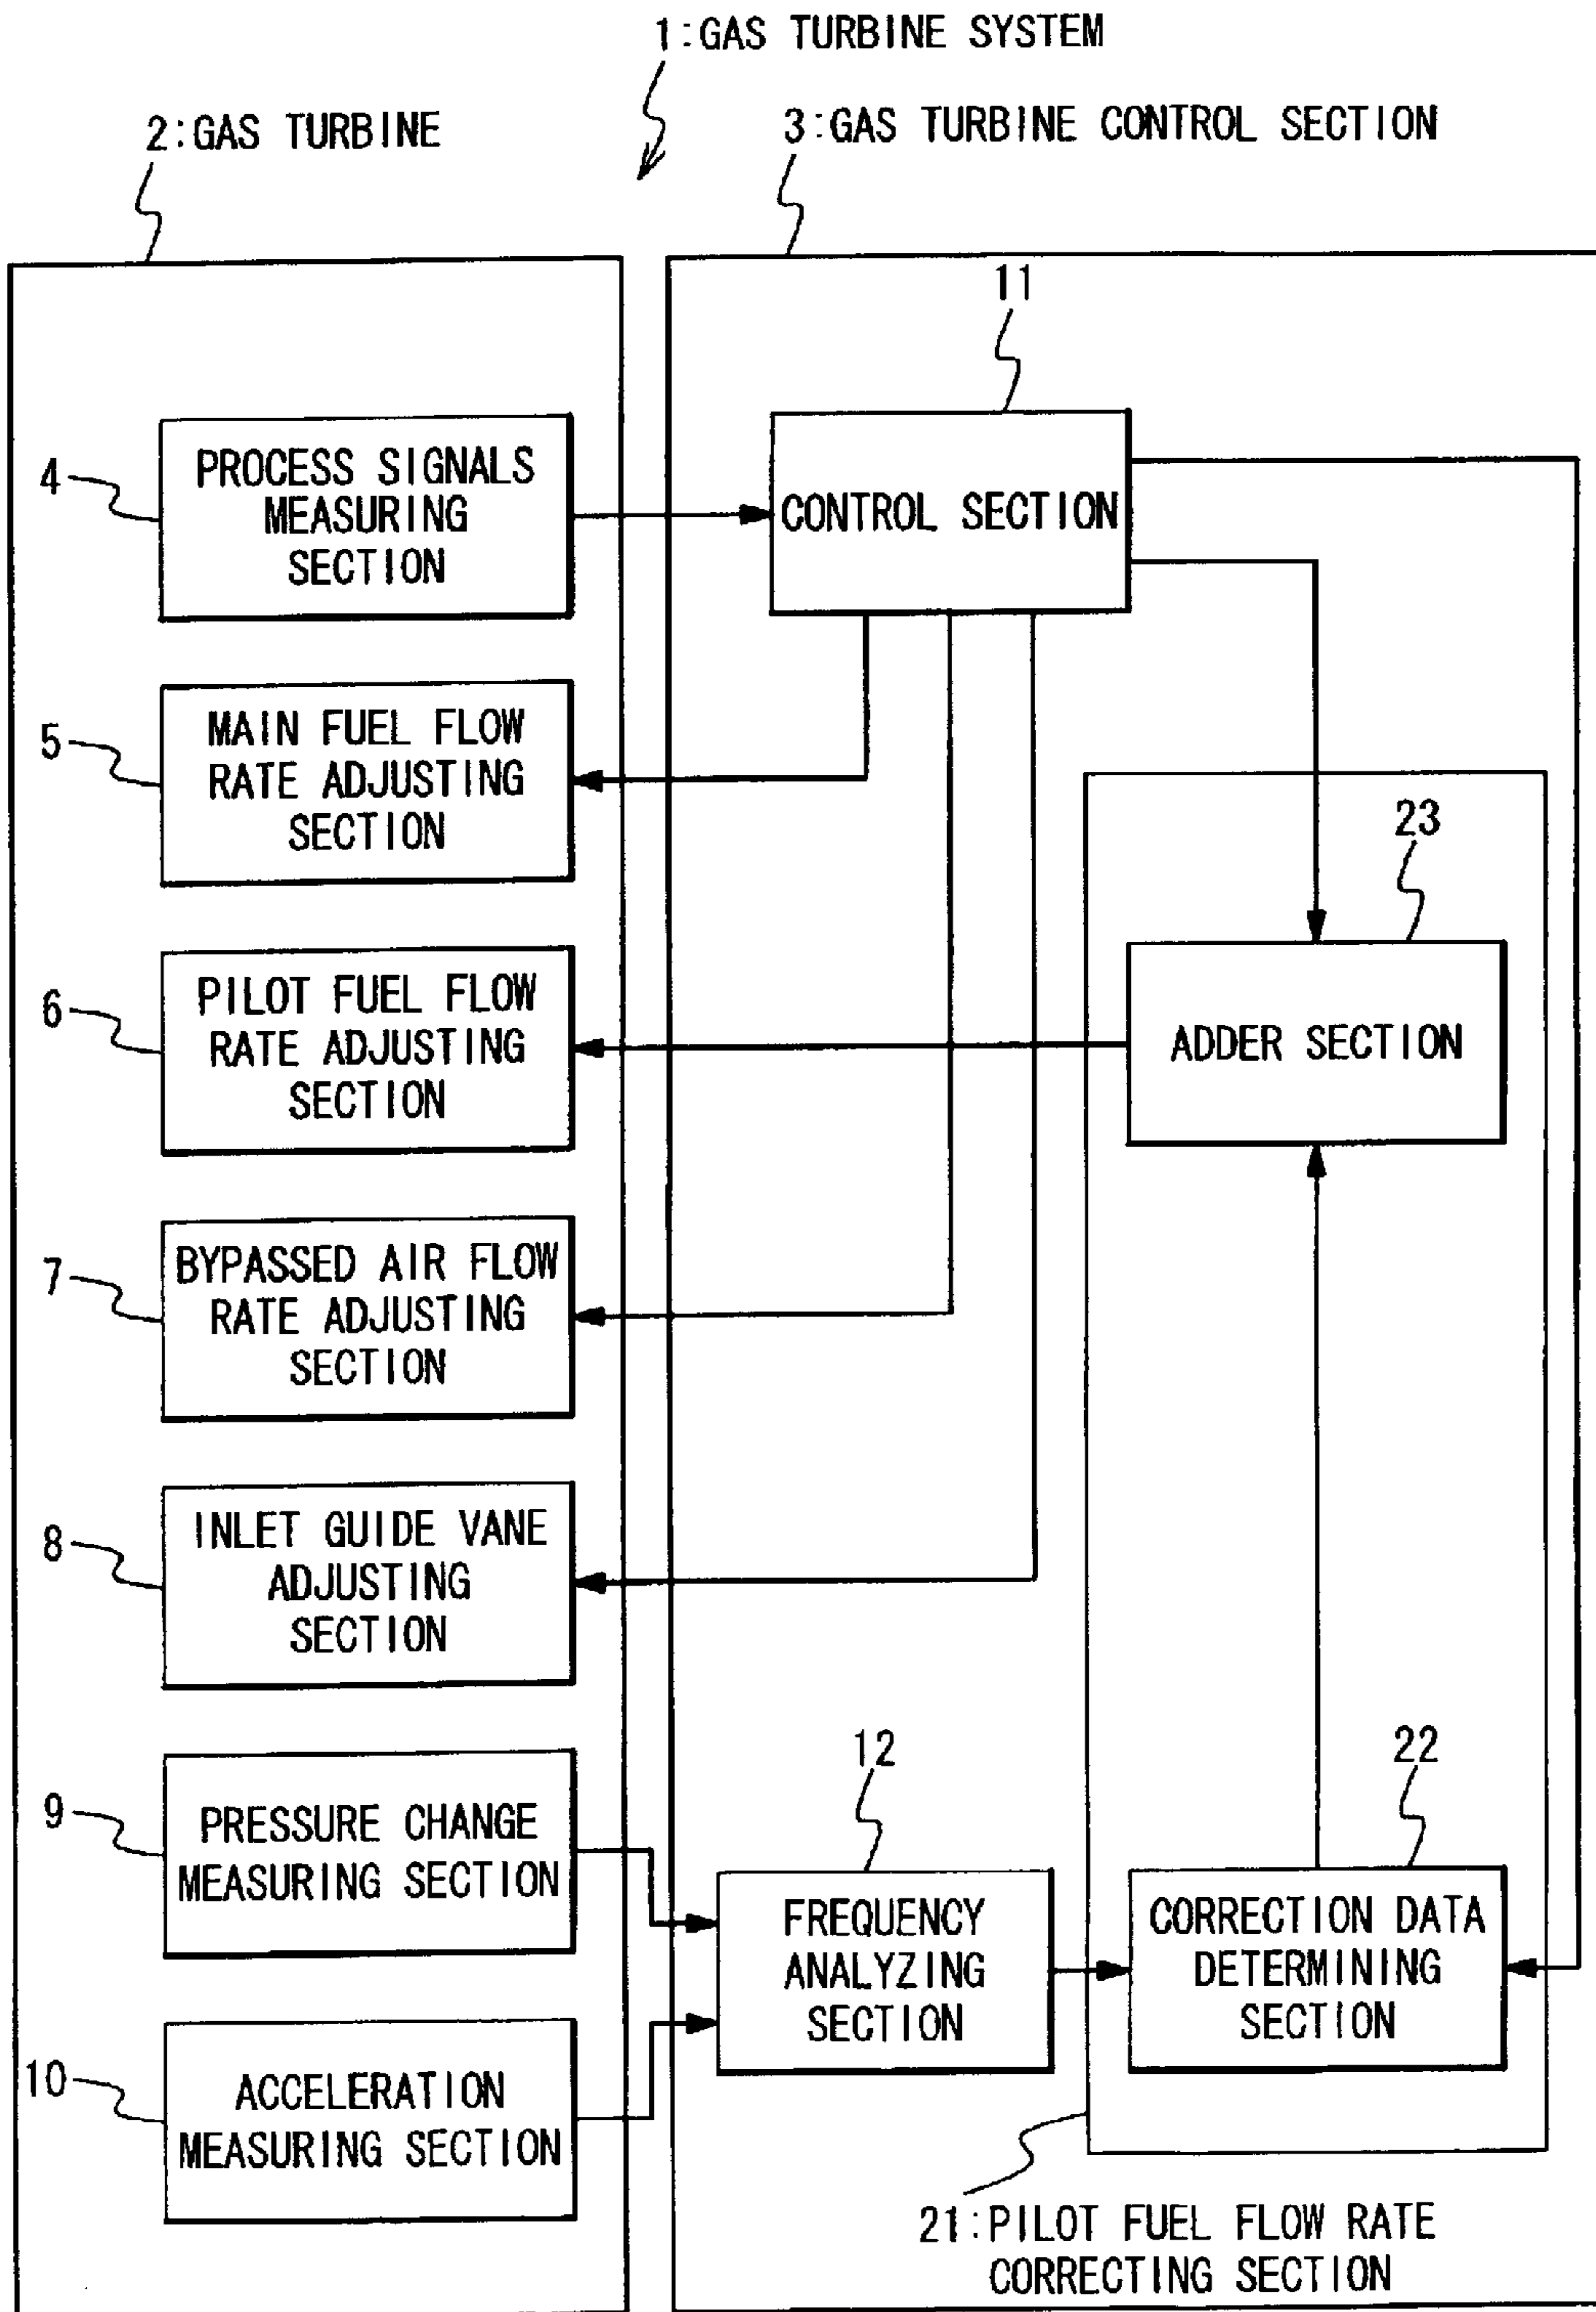 1:GAS TURBINE SYSTEM
2:GAS TURBINE
3:GAS TURBINE CONTROL SECTION
11
4
PROCESS SIGNALS
MEASURING
SECTION
CONTROL SECTION
5
MAIN FUEL FLOW
RATE ADJUSTING
SECTION
23
6
PILOT FUEL FLOW
RATE ADJUSTING
SECTION
ADDER SECTION
7
BYPASSED AIR FLOW
RATE ADJUSTING
SECTION
8
INLET GUIDE VANE
ADJUSTING
SECTION
9
PRESSURE CHANGE
MEASURING SECTION
12
FREQUENCY
ANALYZING
SECTION
22
CORRECTION DATA
DETERMINING
SECTION
10
ACCELERATION
MEASURING SECTION
21:PILOT FUEL FLOW RATE
CORRECTING SECTION